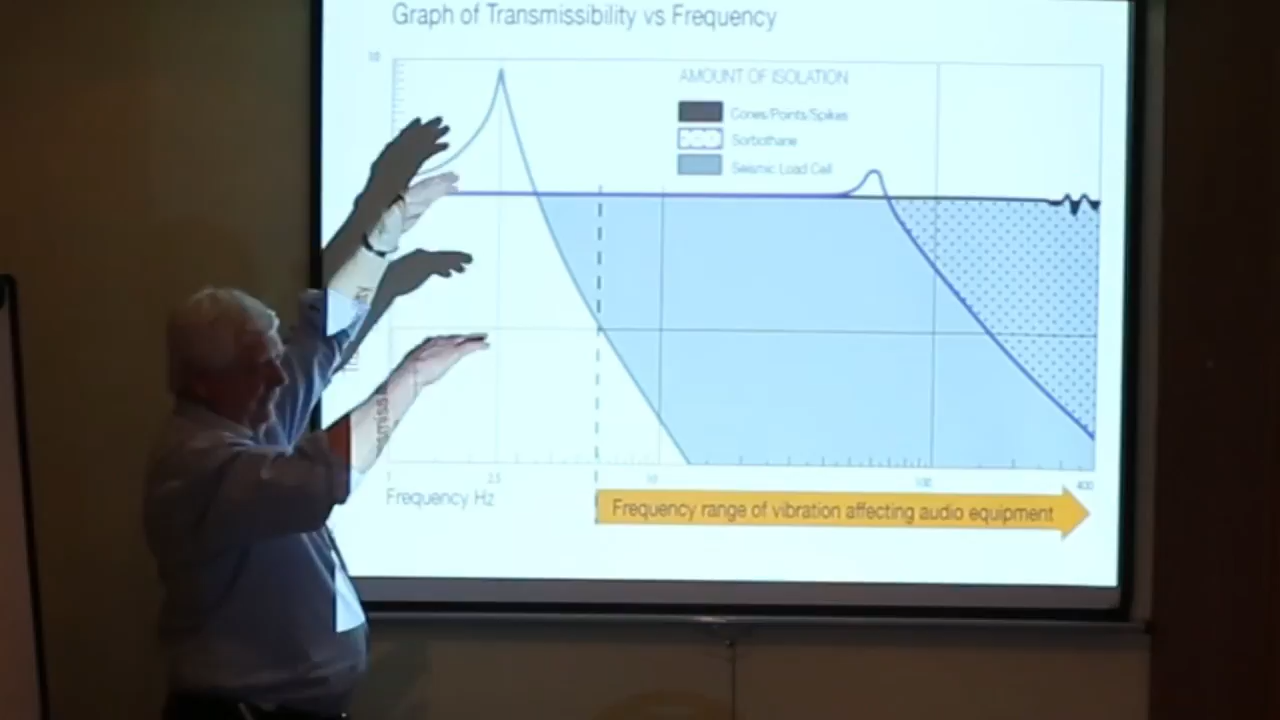 Graph of Transmissibility vs Frequency
10
AMOUNT OF ISOLATION
Cones/Points/Spikes
Sorbothane
Seismic Load Cell
1 2.5 10 100 400
Frequency Hz
Frequency range of vibration affecting audio equipment